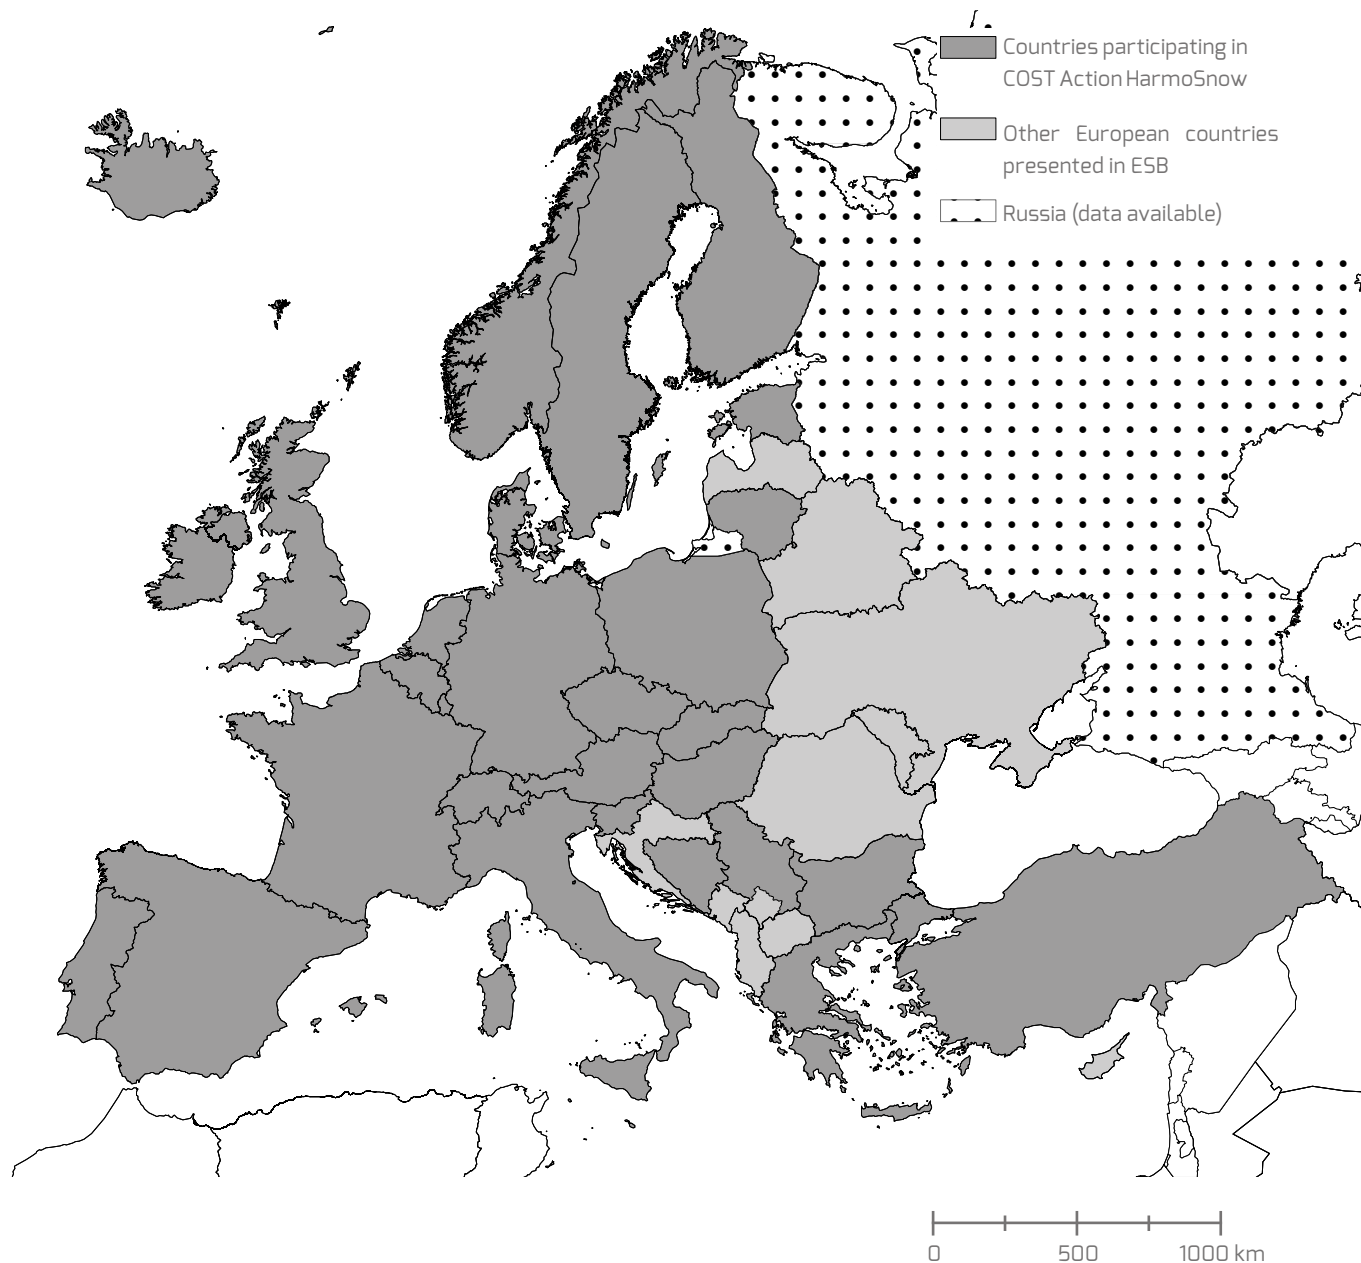 Countries participating in
COST Action HarmoSnow
Other European countries
presented in ESB
Russia (data available)
0 500 1000 km